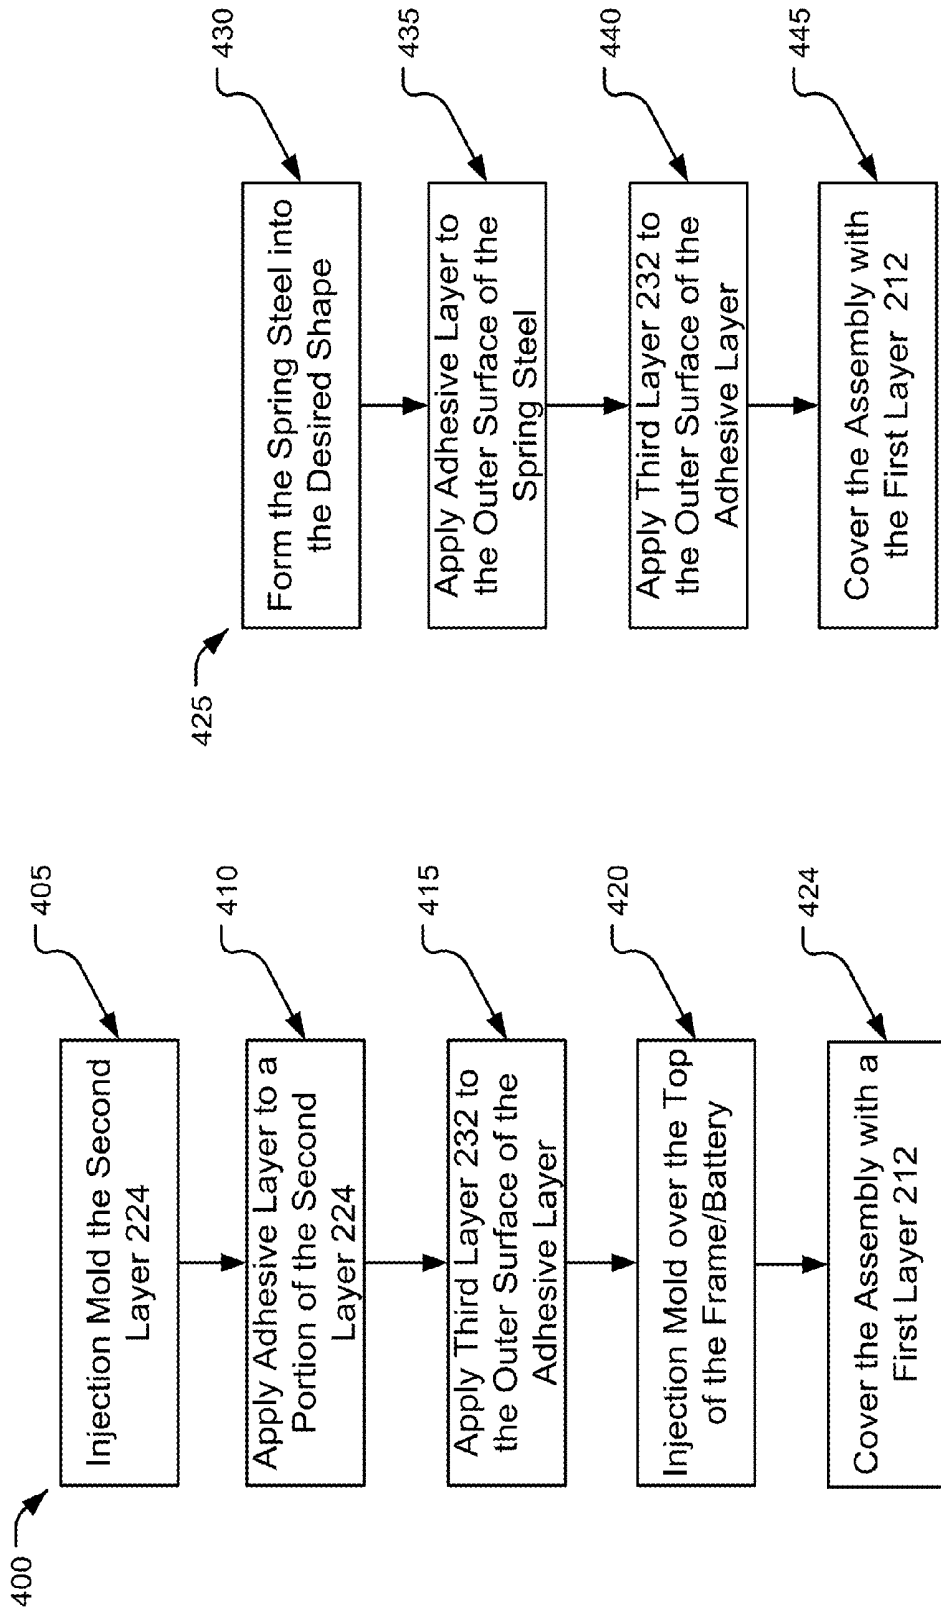 400
405
Injection Mold the Second
Layer 224
410
Apply Adhesive Layer to a
Portion of the Second
Layer 224
415
Apply Third Layer 232 to
the Outer Surface of the
Adhesive Layer
420
Injection Mold over the Top
of the Frame/Battery
424
Cover the Assembly with a
First Layer 212
425
430
Form the Spring Steel into
the Desired Shape
435
Apply Adhesive Layer to
the Outer Surface of the
Spring Steel
440
Apply Third Layer 232 to
the Outer Surface of the
Adhesive Layer
445
Cover the Assembly with
the First Layer 212